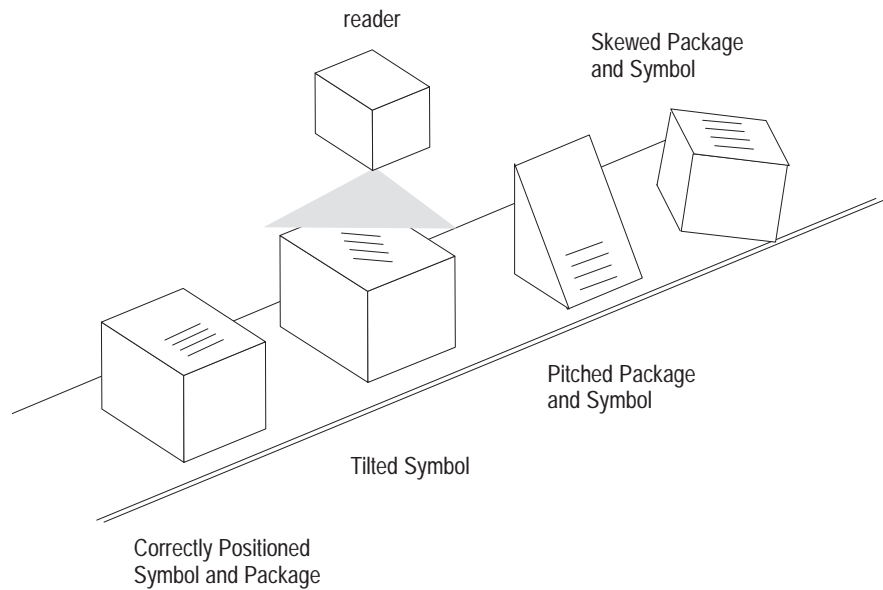 reader
Skewed Package
and Symbol
Pitched Package
and Symbol
Tilted Symbol
Correctly Positioned
Symbol and Package